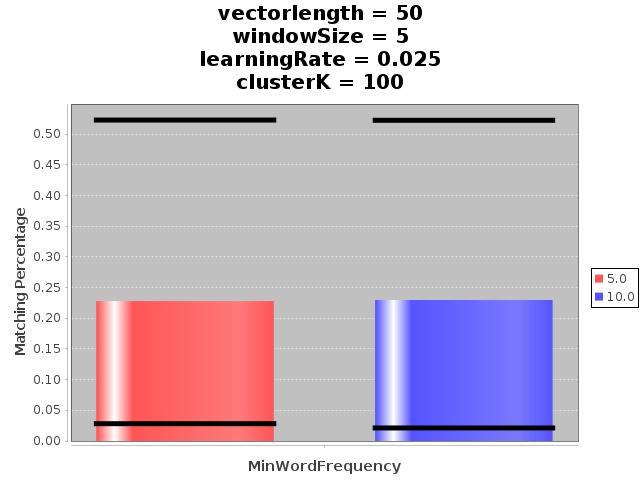 vectorlength = 50
windowSize = 5
learningRate = 0.025
clusterK = 100
Matching Percentage
0.50
0.45
0.40
0.35
0.30
0.25
0.20
0.15
0.10
0.05
0.00
5.0
10.0
MinWordFrequency